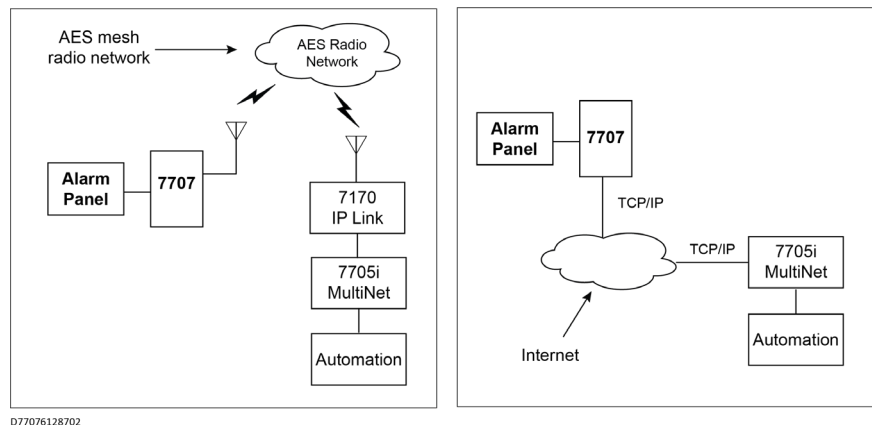 AES mesh
radio network
AES Radio
Network
Alarm
Panel
7707
7170
IP Link
7705i
MultiNet
Automation
Alarm
Panel
7707
TCP/IP
TCP/IP
7705i
MultiNet
Automation
Internet
D77076128702